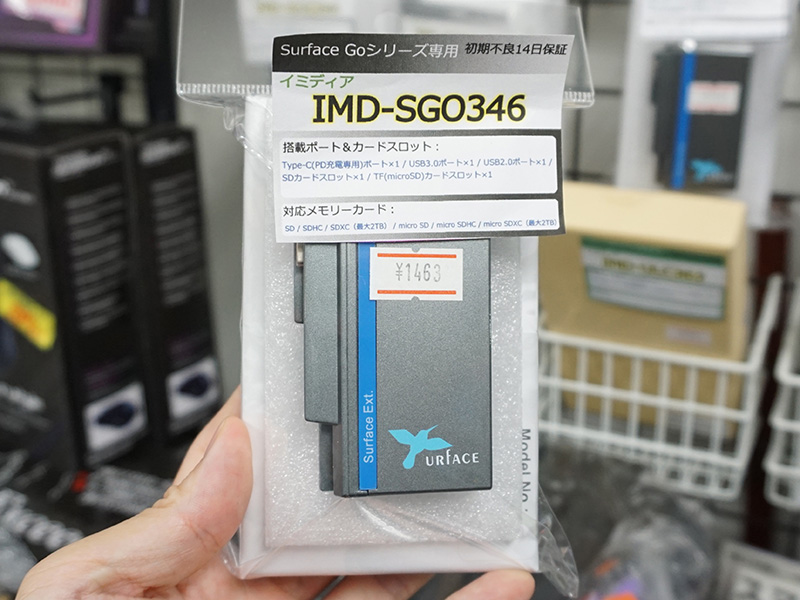 Surface Goシリーズ専用 初期不良14日保証
イミディア
IMD-SGO346
搭載ポート＆カードスロット：
Type-C(PD充電専用)ポート×1 / USB3.0ポート×1 / USB2.0ポート×1 /
SDカードスロット×1 / TF(microSD)カードスロット×1
対応メモリーカード：
SD / SDHC / SDXC（最大2TB） / micro SD / micro SDHC / micro SDXC（最大2TB）
¥1463
Surface Ext.
URFACE
Model No.: